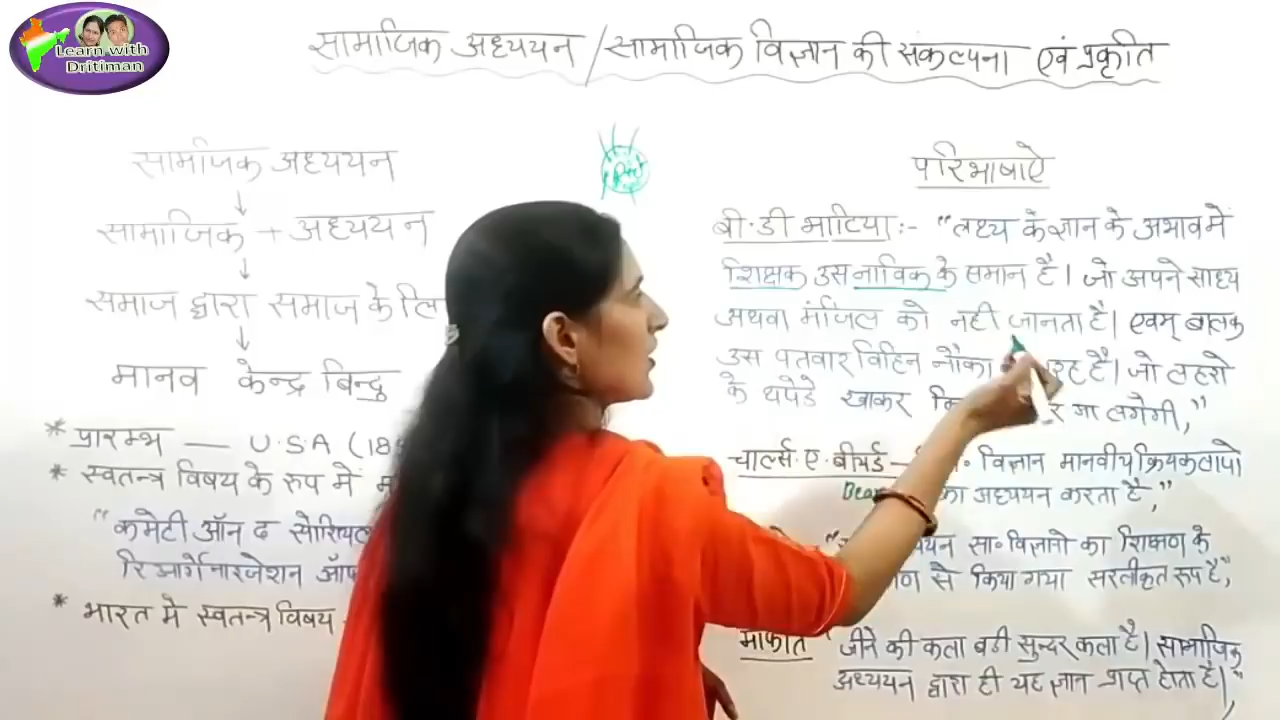 Learn with
Dritiman
सामाजिक अध्ययन / सामाजिक विज्ञान की संकल्पना एवं प्रकृति
सामाजिक अध्ययन
सामाजिक + अध्ययन
समाज द्वारा समाज के लि
मानव केन्द्र बिन्दु
* प्रारम्भ — U.S.A (18
* स्वतन्त्र विषय के रुप में
"कमेटी ऑन द सोशियल
रिआर्गेनाइजेशन ऑफ
* भारत मे स्वतन्त्र विषय
परिभाषाऐ
बी.डी भाटिया :- "लक्ष्य के ज्ञान के अभाव में
शिक्षक उस नाविक के समान है। जो अपने साध्य
अथवा मंजिल को नही जानता है। एवम् बालक
उस पतवार विहिन नौका है। जो लहरो
के थपेडे खाकर जा लगेगी,"
चार्ल्स.ए.बीयर्ड — विज्ञान मानवीय क्रियकलापो
Bear का अध्ययन करता है,"
सा॰विज्ञानो का शिक्षण के
से किया गया सरलीकृत रूप है,"
माफात "जीने की कला बडी सुन्दर कला है। सामाजिक
अध्ययन द्वारा ही यह ज्ञान प्राप्त होता है।,"